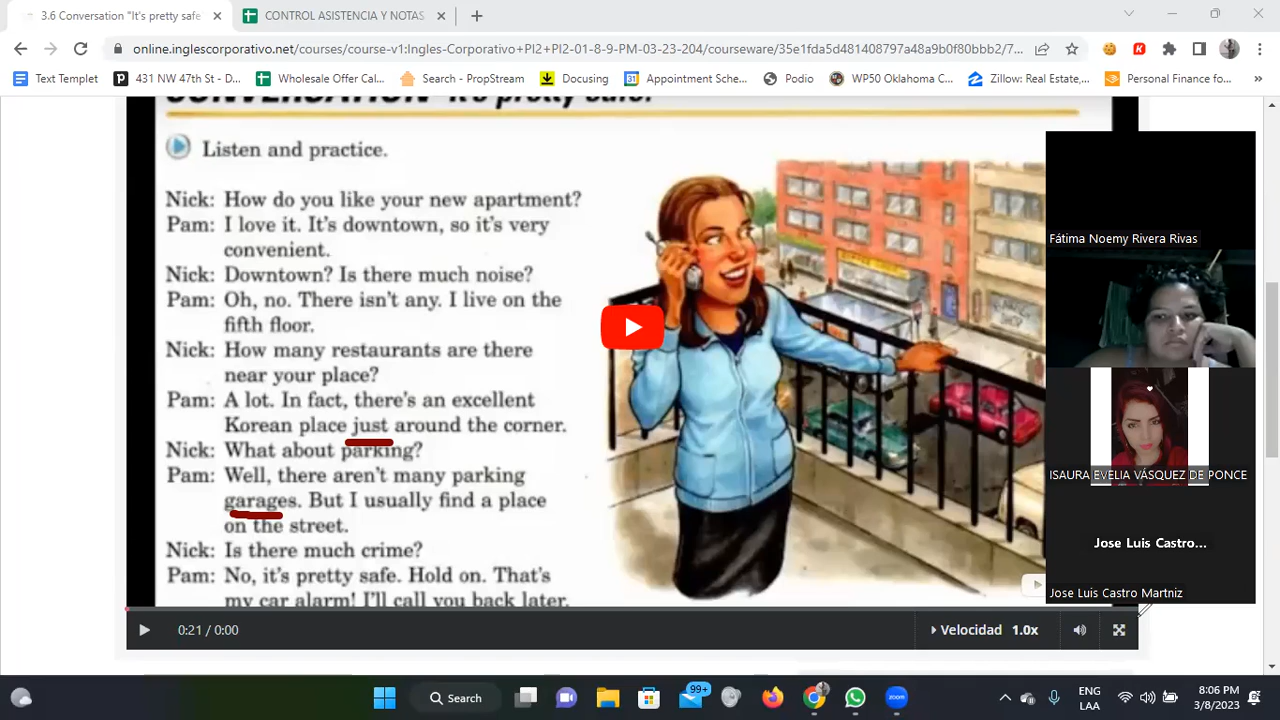 3.6 Conversation "It's pretty safe
CONTROL ASISTENCIA Y NOTAS
online.inglescorporativo.net/courses/course-v1:Ingles-Corporativo+PI2+PI2-01-8-9-PM-03-23-204/courseware/35e1fda5d481408797a48a9b0f80bbb2/7...
Text Templet
431 NW 47th St - D...
Wholesale Offer Cal...
Search - PropStream
Docusing
Appointment Sche...
Podio
WP50 Oklahoma C...
Zillow: Real Estate,...
Personal Finance fo...
CONVERSATION It's pretty safe.
Listen and practice.
Nick: How do you like your new apartment?
Pam: I love it. It's downtown, so it's very
convenient.
Nick: Downtown? Is there much noise?
Pam: Oh, no. There isn't any. I live on the
fifth floor.
Nick: How many restaurants are there
near your place?
Pam: A lot. In fact, there's an excellent
Korean place just around the corner.
Nick: What about parking?
Pam: Well, there aren't many parking
garages. But I usually find a place
on the street.
Nick: Is there much crime?
Pam: No, it's pretty safe. Hold on. That's
my car alarm! I'll call you back later.
Fátima Noemy Rivera Rivas
ISAURA EVELIA VÁSQUEZ DE PONCE
Jose Luis Castro...
Jose Luis Castro Martniz
0:21 / 0:00
Velocidad 1.0x
Search
99+
zoom
ENG
LAA
8:06 PM
3/8/2023